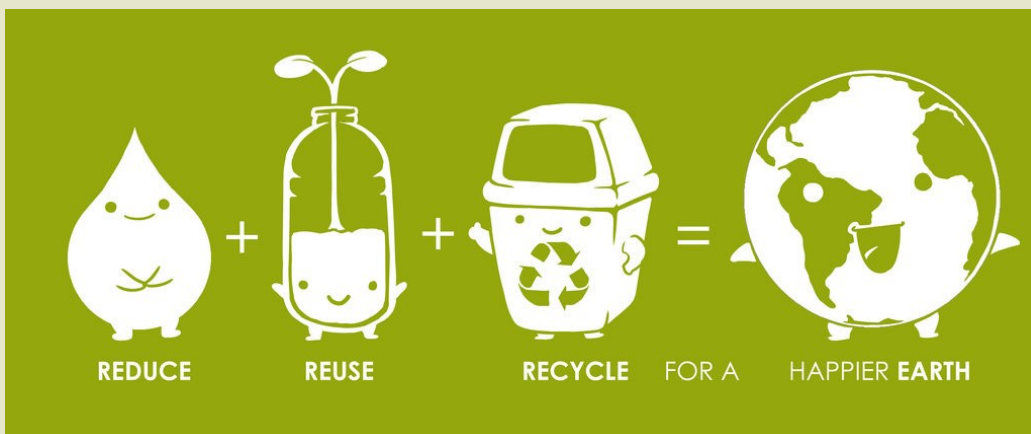 + + =
REDUCE REUSE RECYCLE FOR A HAPPIER EARTH